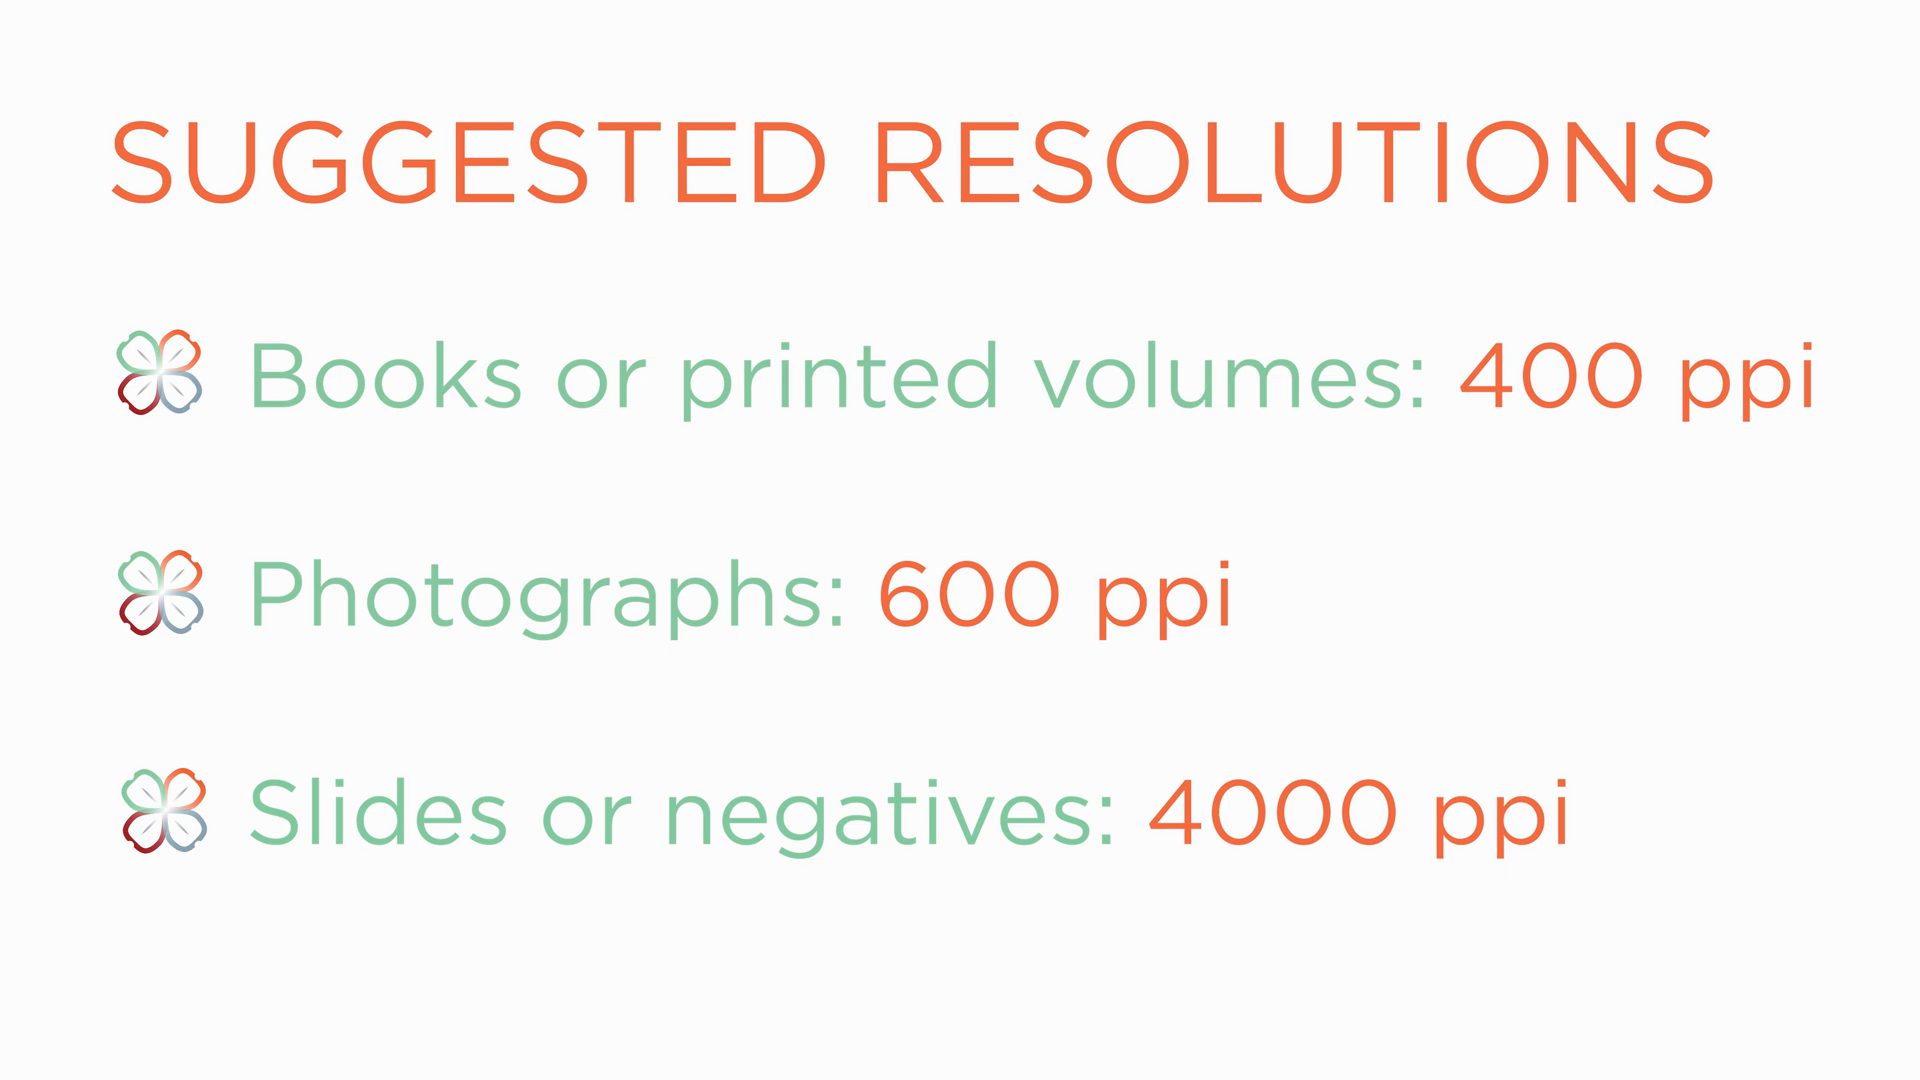 SUGGESTED RESOLUTIONS
Books or printed volumes: 400 ppi
Photographs: 600 ppi
Slides or negatives: 4000 ppi